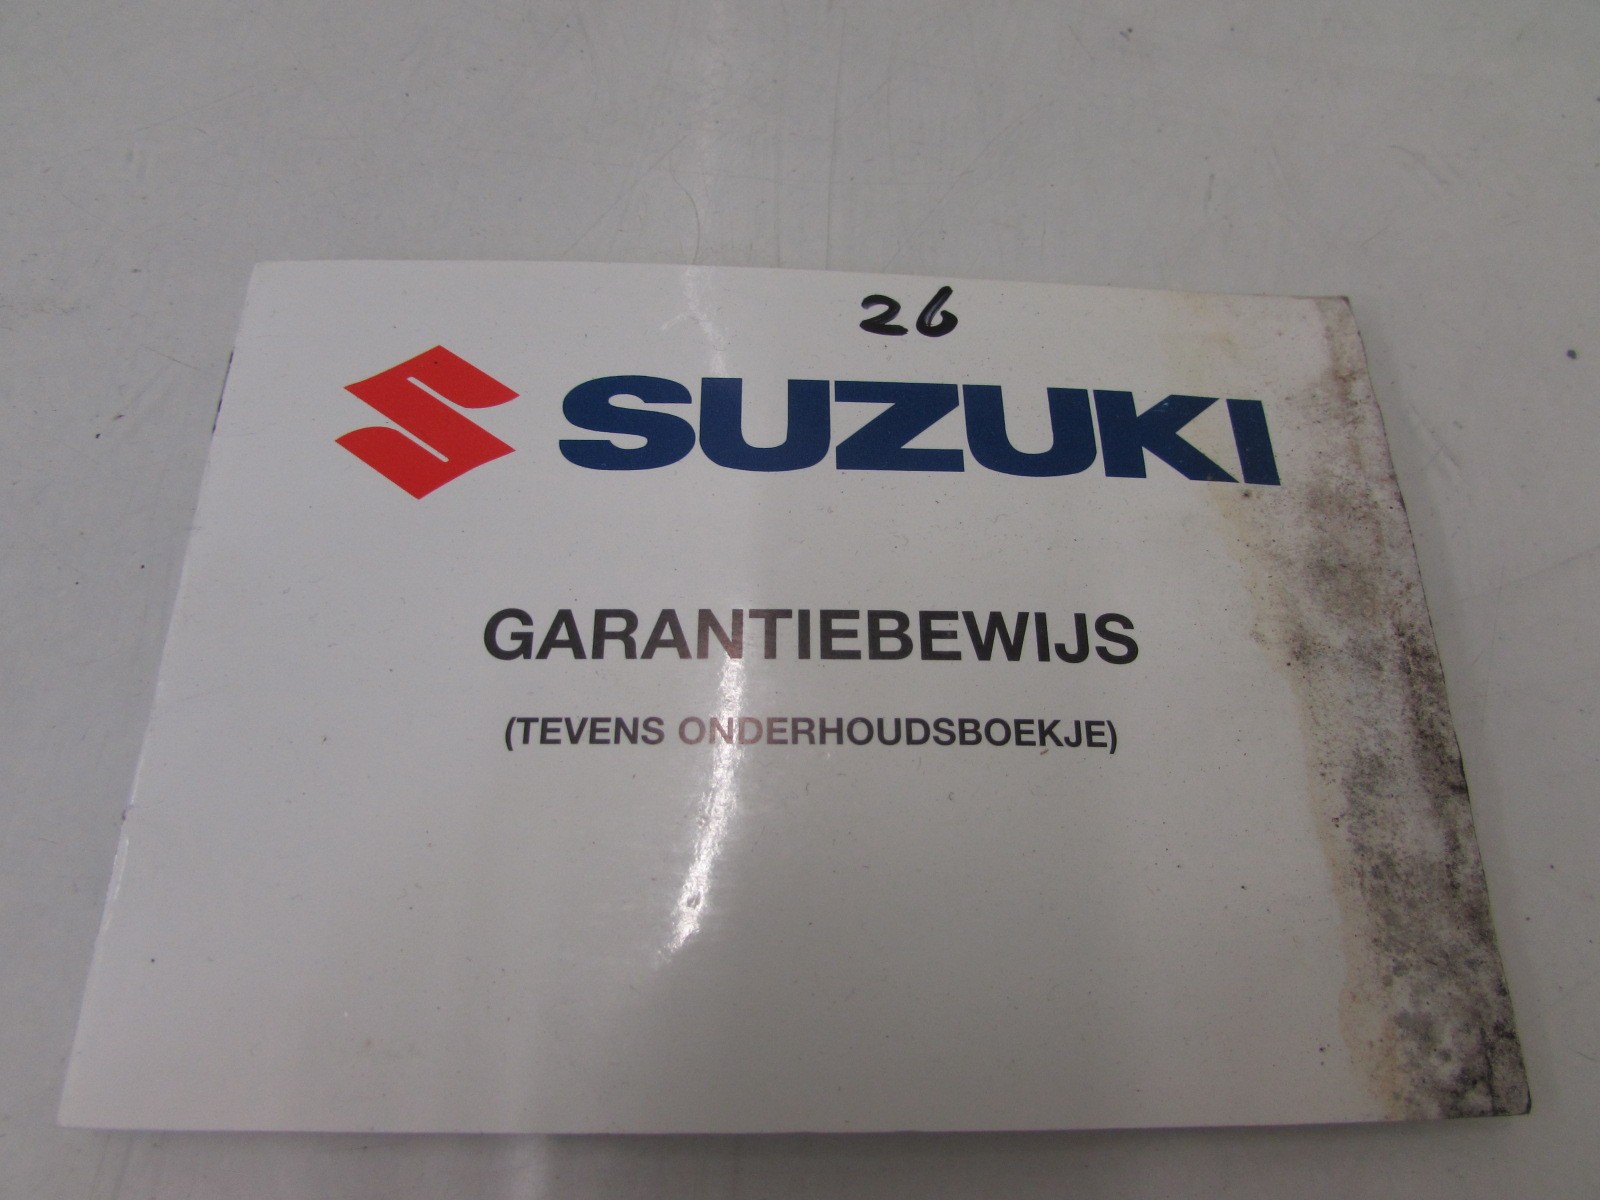 26
SUZUKI
GARANTIEBEWIJS
(TEVENS ONDERHOUDSBOEKJE)